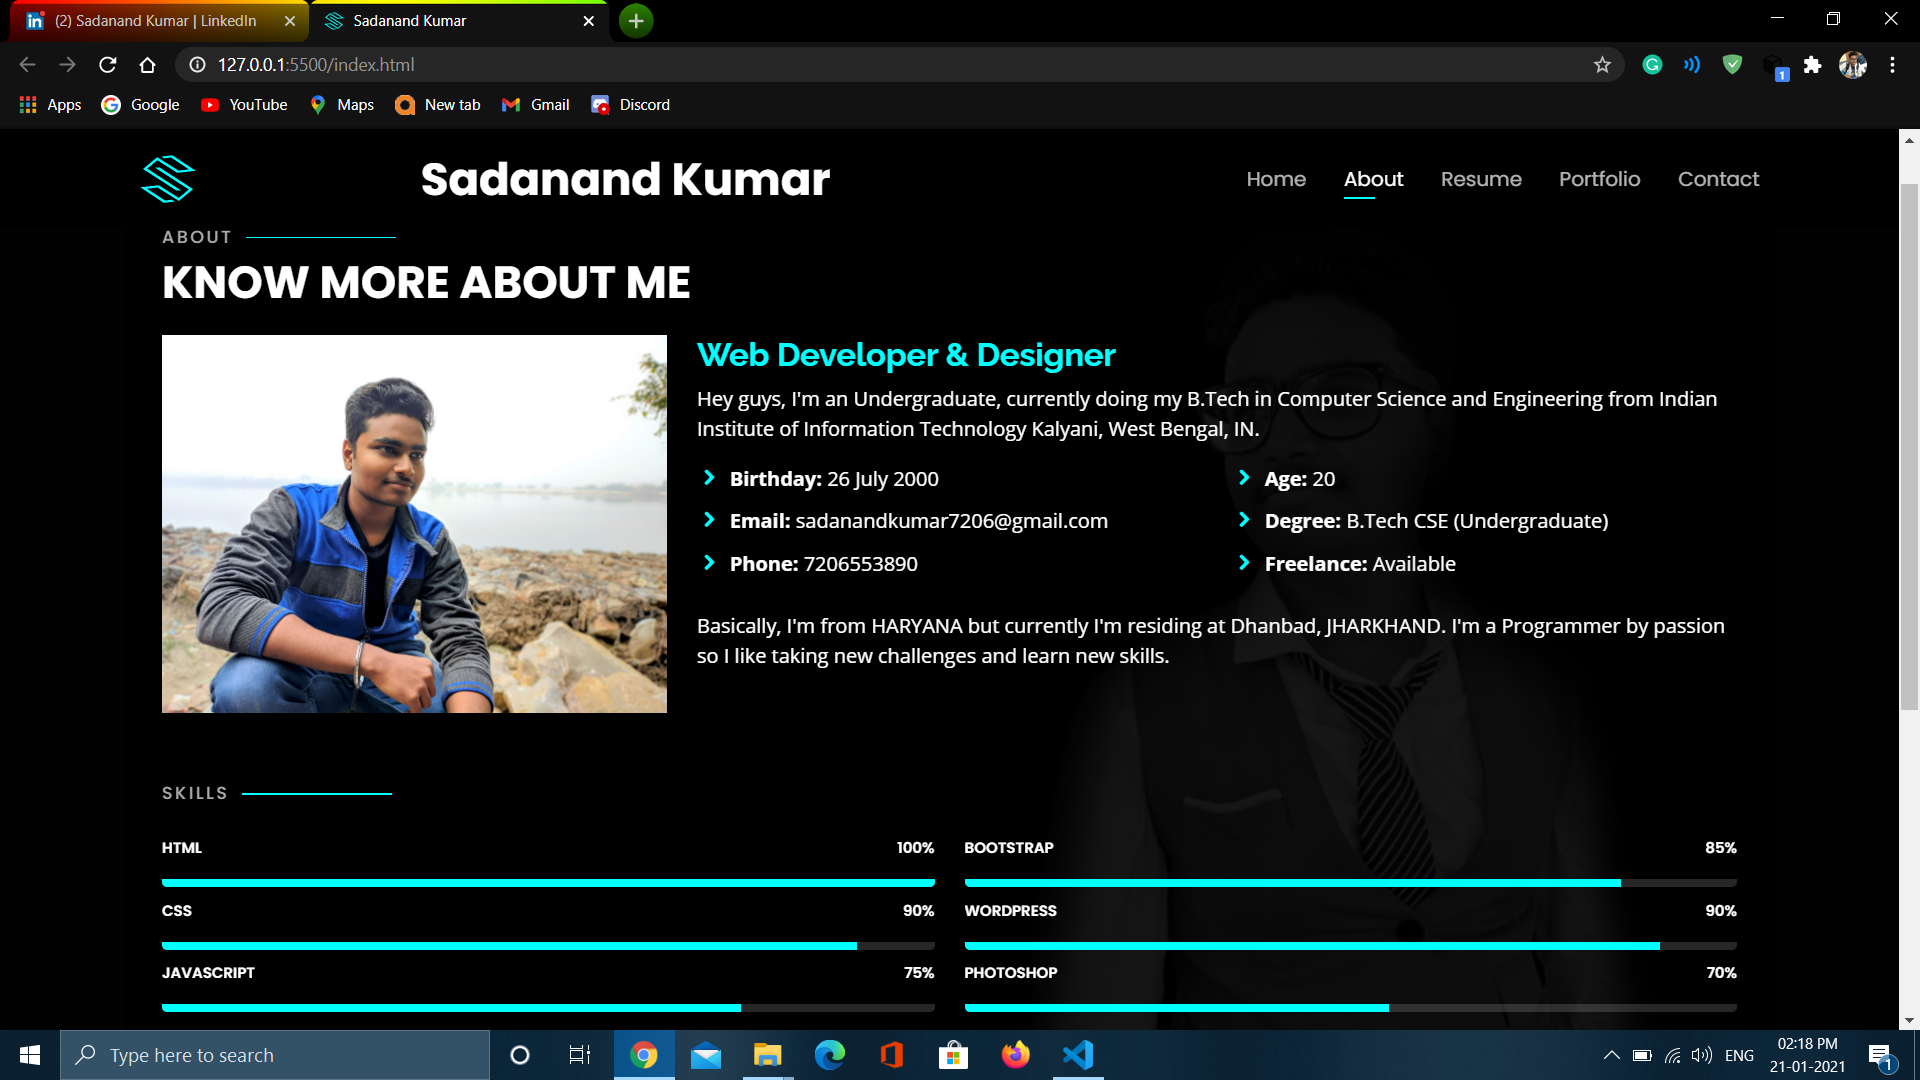 (2) Sadanand Kumar | LinkedIn
Sadanand Kumar
127.0.0.1:5500/index.html
1
Apps
Google
YouTube
Maps
New tab
Gmail
Discord
Sadanand Kumar
Home
About
Resume
Portfolio
Contact
ABOUT
KNOW MORE ABOUT ME
Web Developer & Designer
Hey guys, I'm an Undergraduate, currently doing my B.Tech in Computer Science and Engineering from Indian
Institute of Information Technology Kalyani, West Bengal, IN.
Birthday: 26 July 2000
Age: 20
Email: sadanandkumar7206@gmail.com
Degree: B.Tech CSE (Undergraduate)
Phone: 7206553890
Freelance: Available
Basically, I'm from HARYANA but currently I'm residing at Dhanbad, JHARKHAND. I'm a Programmer by passion
so I like taking new challenges and learn new skills.
SKILLS
HTML 100%
BOOTSTRAP 85%
CSS 90%
WORDPRESS 90%
JAVASCRIPT 75%
PHOTOSHOP 70%
Type here to search
ENG
02:18 PM
21-01-2021
1